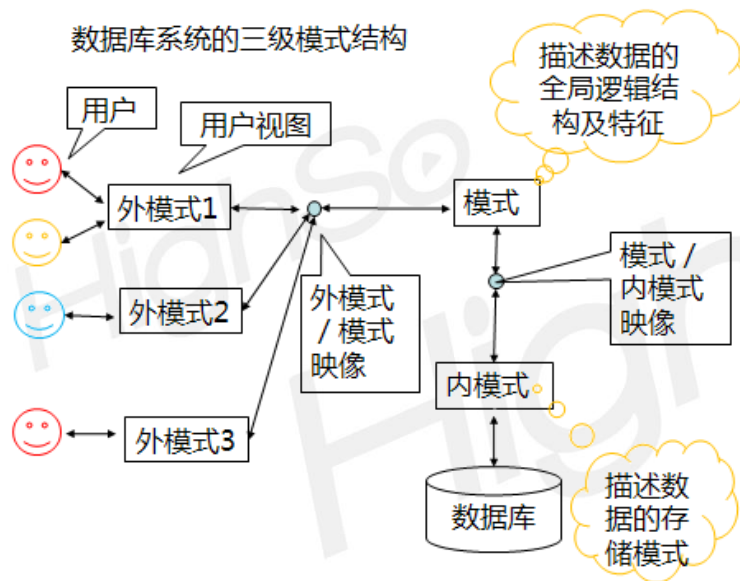 数据库系统的三级模式结构
描述数据的
全局逻辑结
构及特征
用户
用户视图
外模式1
模式
外模式2
外模式
/模式
映像
模式/
内模式
映像
内模式
外模式3
数据库
描述数
据的存
储模式
HighSo
High